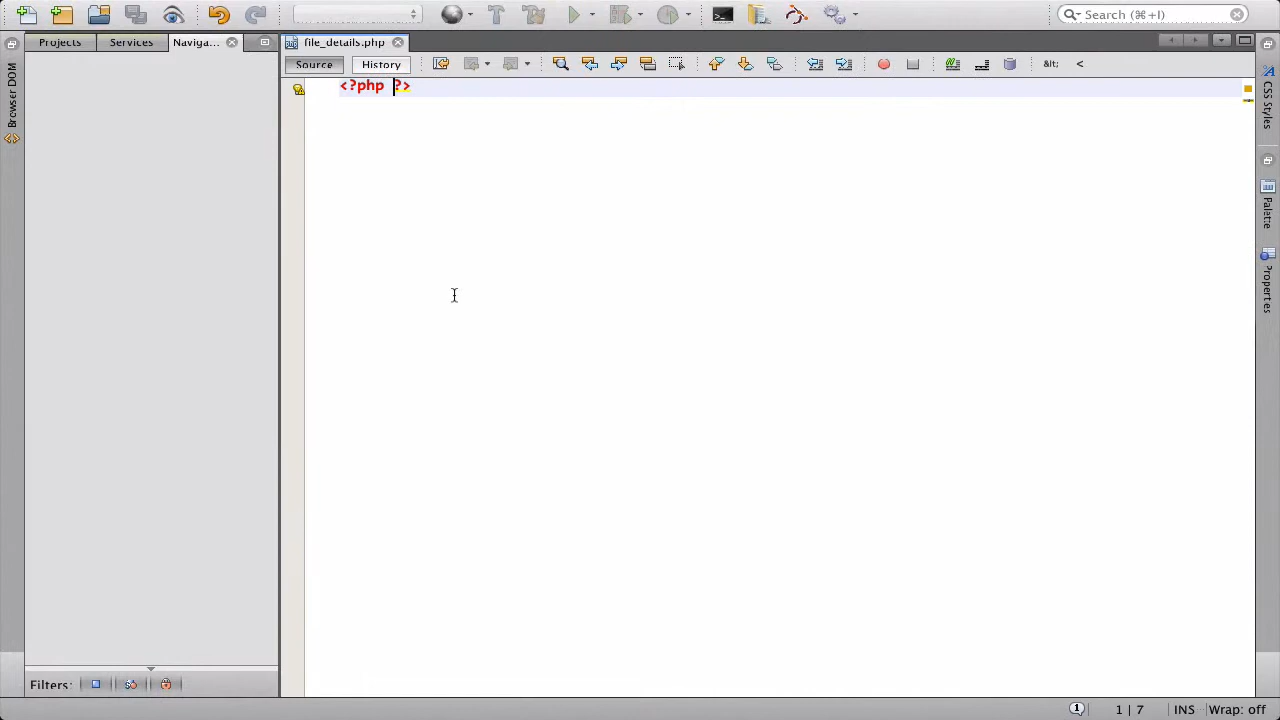 Search (⌘+I)
Projects
Services
Naviga...
file_details.php
Source
History
&lt; <
<?php ?>
Browser DOM
CSS Styles
Palette
Properties
Filters:
1 | 7
INS
Wrap: off